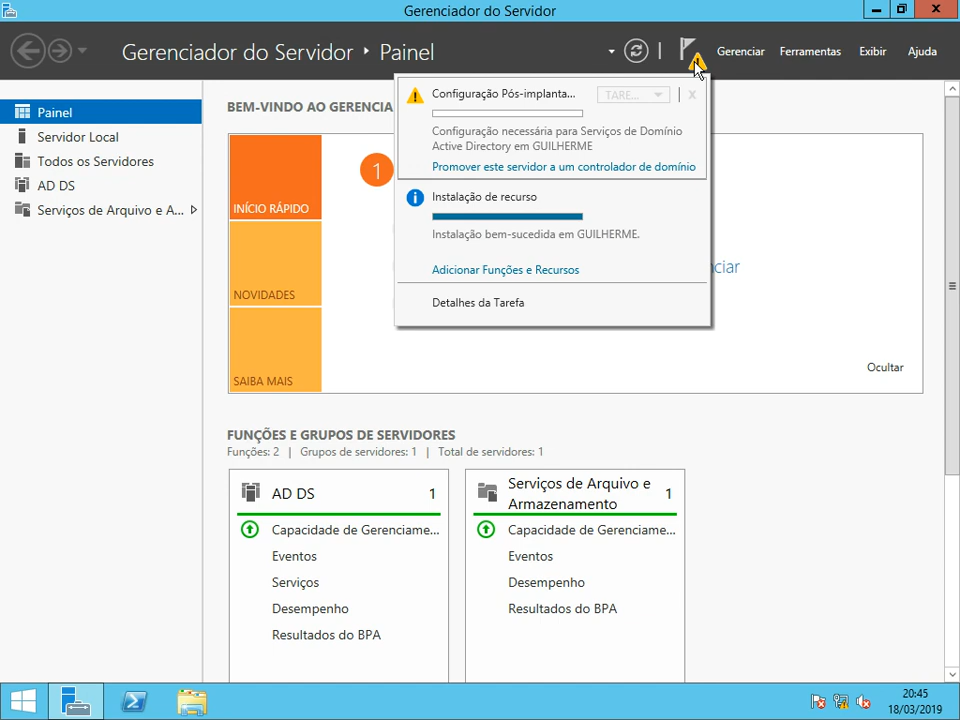 Gerenciador do Servidor
Gerenciador do Servidor ‣ Painel
Gerenciar Ferramentas Exibir Ajuda
Painel
Servidor Local
Todos os Servidores
AD DS
Serviços de Arquivo e A...
BEM-VINDO AO GERENCIA
Configuração Pós-implanta...
TARE...
X
Configuração necessária para Serviços de Domínio
Active Directory em GUILHERME
Promover este servidor a um controlador de domínio
Instalação de recurso
Instalação bem-sucedida em GUILHERME.
Adicionar Funções e Recursos
Detalhes da Tarefa
1
INÍCIO RÁPIDO
NOVIDADES
SAIBA MAIS
nciar
Ocultar
FUNÇÕES E GRUPOS DE SERVIDORES
Funções: 2 | Grupos de servidores: 1 | Total de servidores: 1
AD DS 1
Capacidade de Gerenciame...
Eventos
Serviços
Desempenho
Resultados do BPA
Serviços de Arquivo e
Armazenamento 1
Capacidade de Gerenciame...
Eventos
Desempenho
Resultados do BPA
20:45
18/03/2019